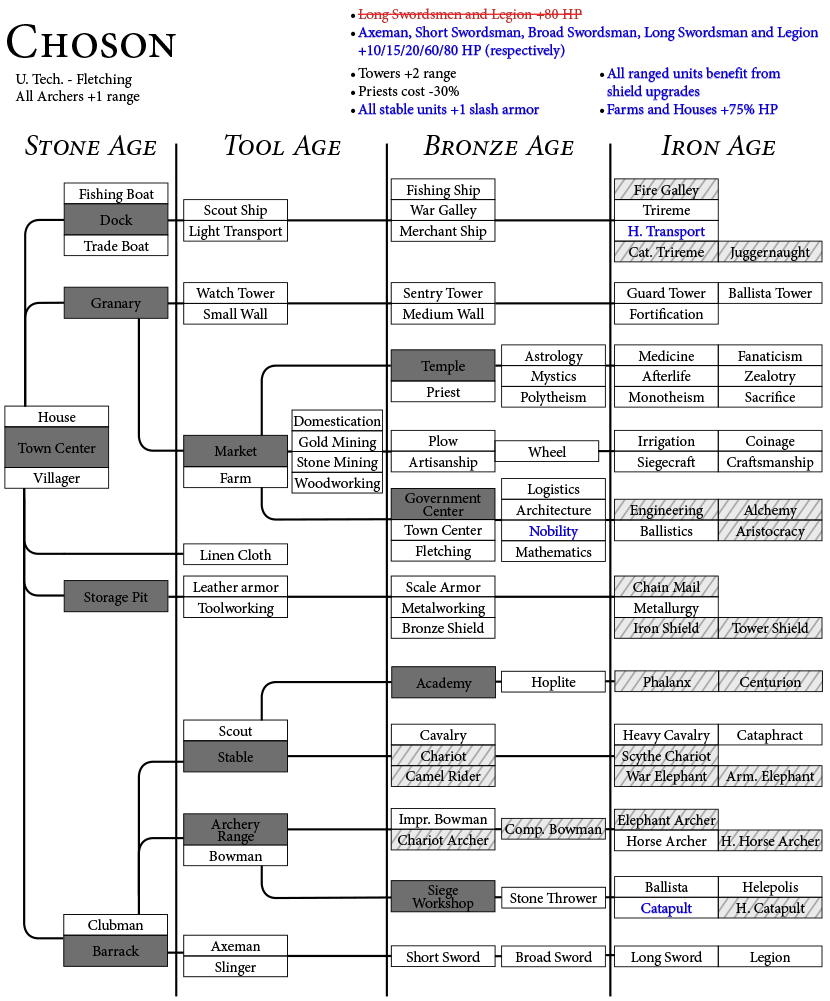 CHOSON
U. Tech. - Fletching
All Archers +1 range
• Long Swordsmen and Legion +80 HP
• Axeman, Short Swordsman, Broad Swordsman, Long Swordsman and Legion
+10/15/20/60/80 HP (respectively)
• Towers +2 range
• Priests cost -30%
• All stable units +1 slash armor
• All ranged units benefit from
shield upgrades
• Farms and Houses +75% HP
STONE AGE
TOOL AGE
BRONZE AGE
IRON AGE
Fishing Boat
Dock
Trade Boat
Scout Ship
Light Transport
Fishing Ship
War Galley
Merchant Ship
Fire Galley
Trireme
H. Transport
Cat. Trireme
Juggernaught
Granary
Watch Tower
Small Wall
Sentry Tower
Medium Wall
Guard Tower
Ballista Tower
Fortification
Temple
Priest
Astrology
Mystics
Polytheism
Medicine
Fanaticism
Afterlife
Zealotry
Monotheism
Sacrifice
House
Town Center
Villager
Market
Farm
Domestication
Gold Mining
Stone Mining
Woodworking
Plow
Artisanship
Wheel
Irrigation
Coinage
Siegecraft
Craftsmanship
Government
Center
Town Center
Fletching
Logistics
Architecture
Nobility
Mathematics
Engineering
Alchemy
Ballistics
Aristocracy
Linen Cloth
Storage Pit
Leather armor
Toolworking
Scale Armor
Metalworking
Bronze Shield
Chain Mail
Metallurgy
Iron Shield
Tower Shield
Academy
Hoplite
Phalanx
Centurion
Scout
Stable
Cavalry
Chariot
Camel Rider
Heavy Cavalry
Cataphract
Scythe Chariot
War Elephant
Arm. Elephant
Archery
Range
Bowman
Impr. Bowman
Chariot Archer
Comp. Bowman
Elephant Archer
Horse Archer
H. Horse Archer
Siege
Workshop
Stone Thrower
Ballista
Helepolis
Catapult
H. Catapult
Clubman
Barrack
Axeman
Slinger
Short Sword
Broad Sword
Long Sword
Legion